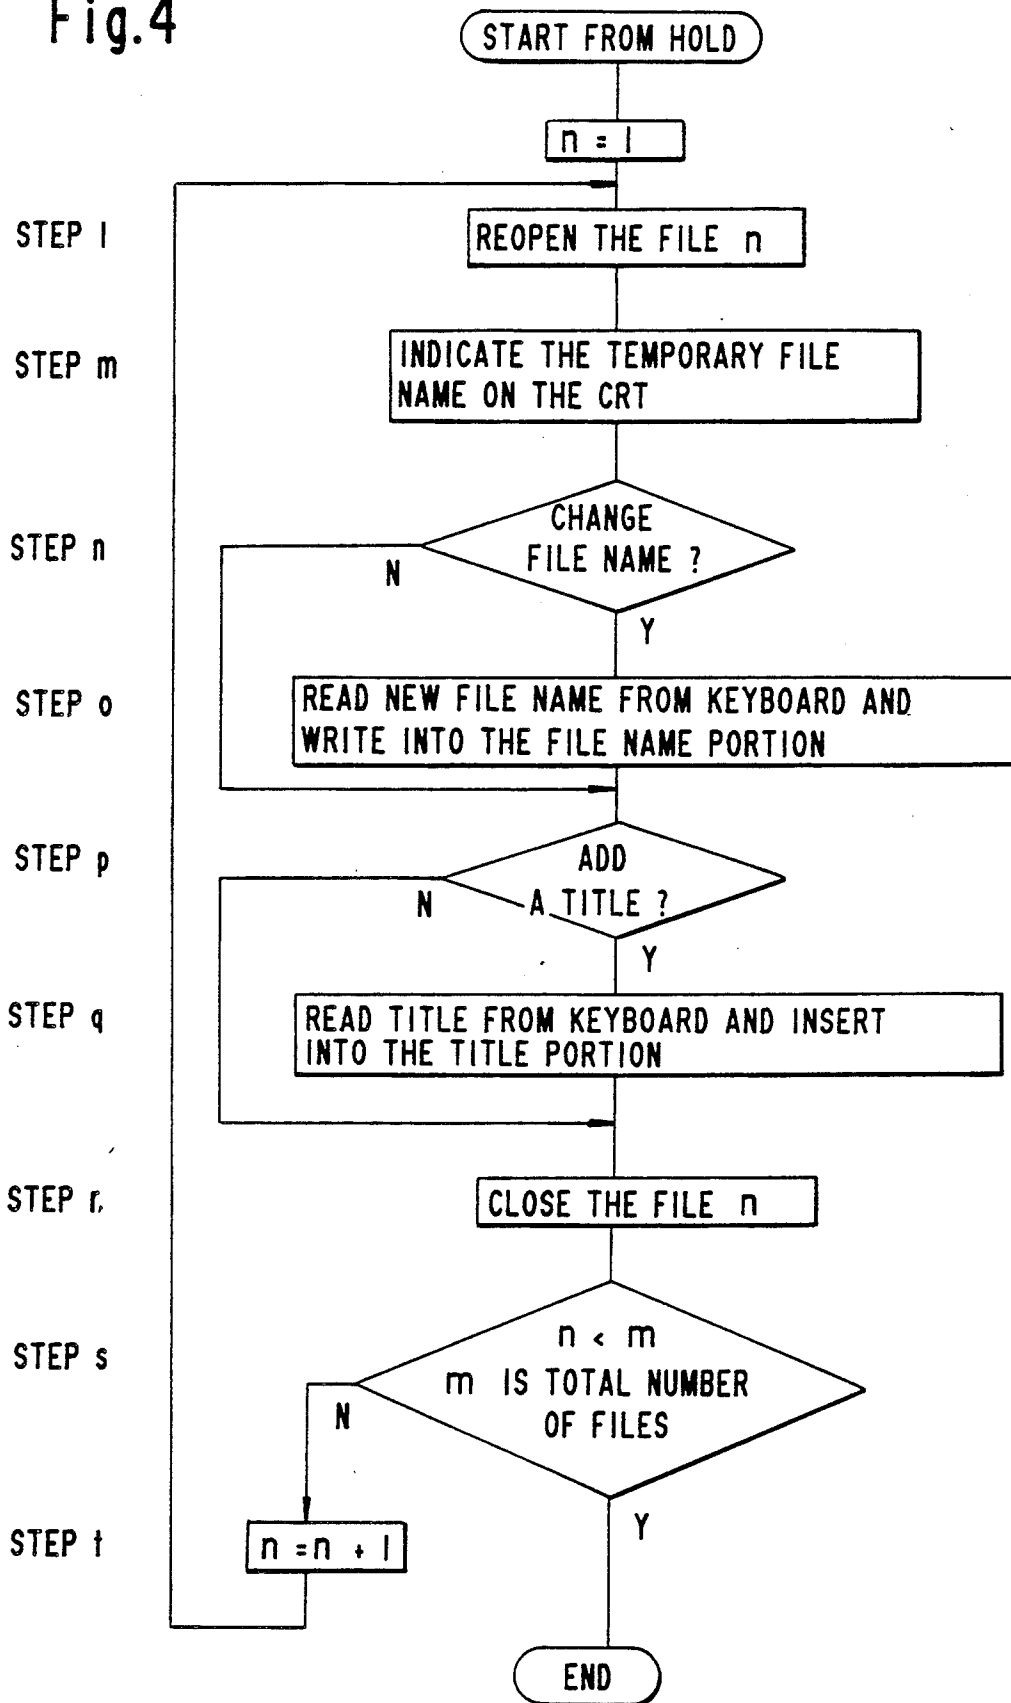 Fig.4
START FROM HOLD
n = 1
STEP l
REOPEN THE FILE n
STEP m
INDICATE THE TEMPORARY FILE
NAME ON THE CRT
STEP n
CHANGE
FILE NAME ?
N
Y
STEP o
READ NEW FILE NAME FROM KEYBOARD AND
WRITE INTO THE FILE NAME PORTION
STEP p
ADD
A TITLE ?
N
Y
STEP q
READ TITLE FROM KEYBOARD AND INSERT
INTO THE TITLE PORTION
STEP r
CLOSE THE FILE n
STEP s
n < m
m IS TOTAL NUMBER
OF FILES
N
Y
STEP t
n = n + 1
END